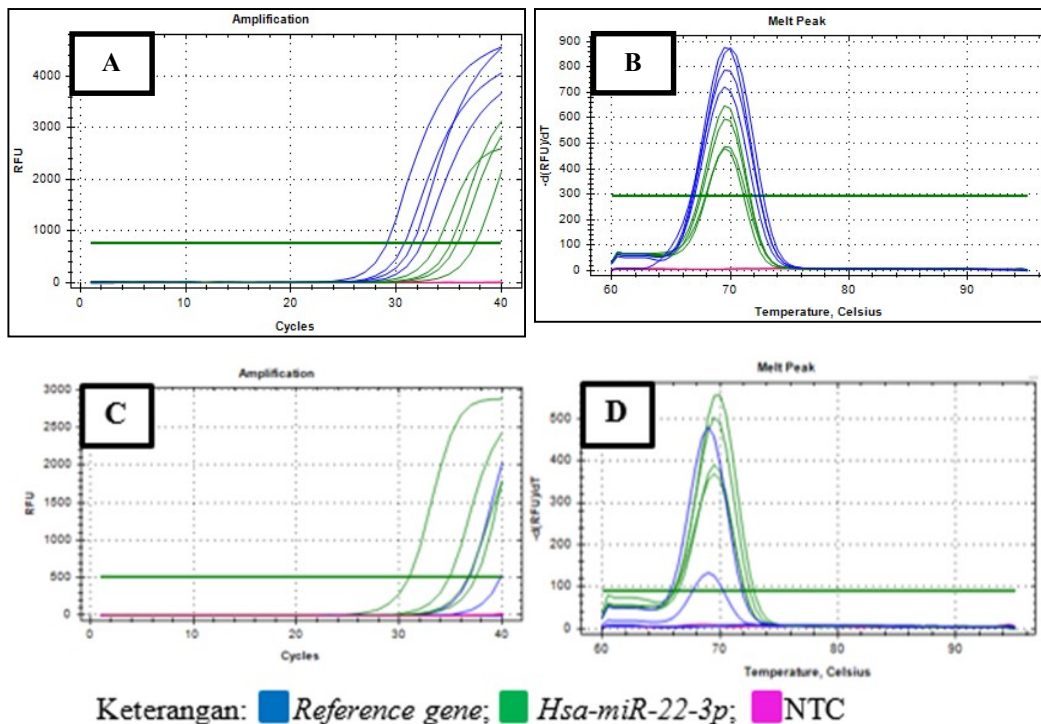 Amplification
A
4000
3000
2000
1000
0
RFU
0
10
20
30
40
Cycles
Melt Peak
B
900
800
700
600
500
400
300
200
100
0
-d(RFU)/dT
60
70
80
90
Temperature, Celsius
Amplification
C
3000
2500
2000
1500
1000
500
0
RFU
0
10
20
30
40
Cycles
Melt Peak
D
500
400
300
200
100
0
-d(RFU)/dT
60
70
80
90
Temperature, Celsius
Keterangan: Reference gene; Hsa-miR-22-3p; NTC